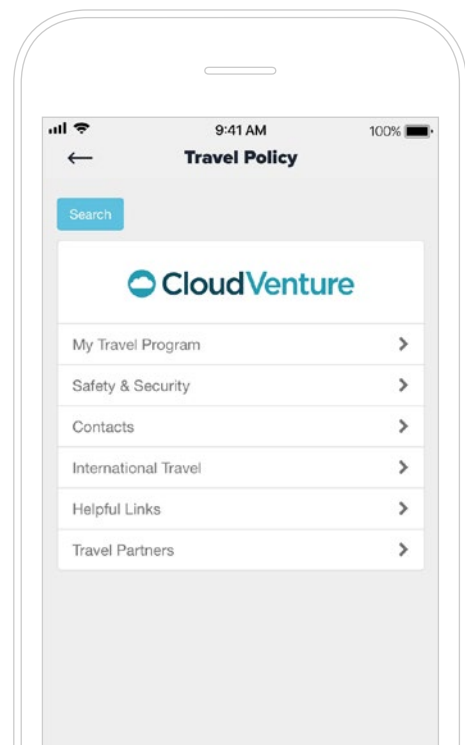 9:41 AM 100%
Travel Policy
Search
CloudVenture
My Travel Program
Safety & Security
Contacts
International Travel
Helpful Links
Travel Partners